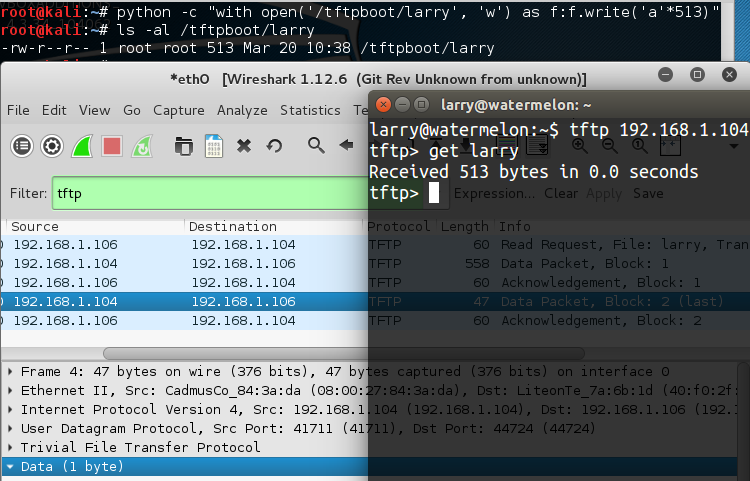 root@kali:~# python -c "with open('/tftpboot/larry', 'w') as f:f.write('a'*513)"
root@kali:~# ls -al /tftpboot/larry
-rw-r--r-- 1 root root 513 Mar 20 10:38 /tftpboot/larry
*eth0 [Wireshark 1.12.6 (Git Rev Unknown from unknown)]
File Edit View Go Capture Analyze Statistics Te
larry@watermelon: ~
larry@watermelon:~$ tftp 192.168.1.104
tftp> get larry
Received 513 bytes in 0.0 seconds
tftp>
Filter: tftp Expression... Clear Apply Save
Source Destination Protocol Length Info
192.168.1.106 192.168.1.104 TFTP 60 Read Request, File: larry, Tran
192.168.1.104 192.168.1.106 TFTP 558 Data Packet, Block: 1
192.168.1.106 192.168.1.104 TFTP 60 Acknowledgement, Block: 1
192.168.1.104 192.168.1.106 TFTP 47 Data Packet, Block: 2 (last)
192.168.1.106 192.168.1.104 TFTP 60 Acknowledgement, Block: 2
Frame 4: 47 bytes on wire (376 bits), 47 bytes captured (376 bits) on interface 0
Ethernet II, Src: CadmusCo_84:3a:da (08:00:27:84:3a:da), Dst: LiteonTe_7a:6b:1d (40:f0:2f:
Internet Protocol Version 4, Src: 192.168.1.104 (192.168.1.104), Dst: 192.168.1.106 (192.1
User Datagram Protocol, Src Port: 41711 (41711), Dst Port: 44724 (44724)
Trivial File Transfer Protocol
Data (1 byte)